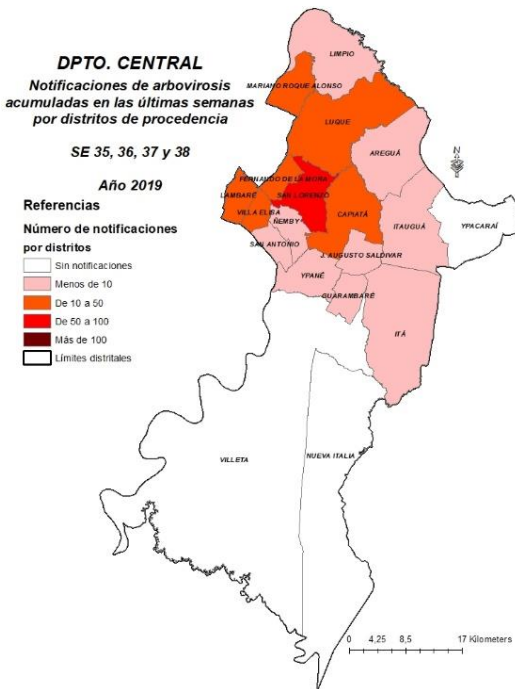 DPTO. CENTRAL
Notificaciones de arbovirosis
acumuladas en las últimas semanas
por distritos de procedencia
SE 35, 36, 37 y 38
Año 2019
Referencias
Número de notificaciones
por distritos
Sin notificaciones
Menos de 10
De 10 a 50
De 50 a 100
Más de 100
Límites distritales
LIMPIO
MARIANO ROQUE ALONSO
LUQUE
AREGUÁ
N
FERNANDO DE LA MORA
LAMBARÉ
SAN LORENZO
VILLA ELISA
CAPIATÁ
ITAUGUÁ
YPACARAÍ
ÑEMBY
SAN ANTONIO
J. AUGUSTO SALDIVAR
YPANÉ
GUARAMBARÉ
ITÁ
VILLETA
NUEVA ITALIA
0 4,25 8,5 17 Kilometers